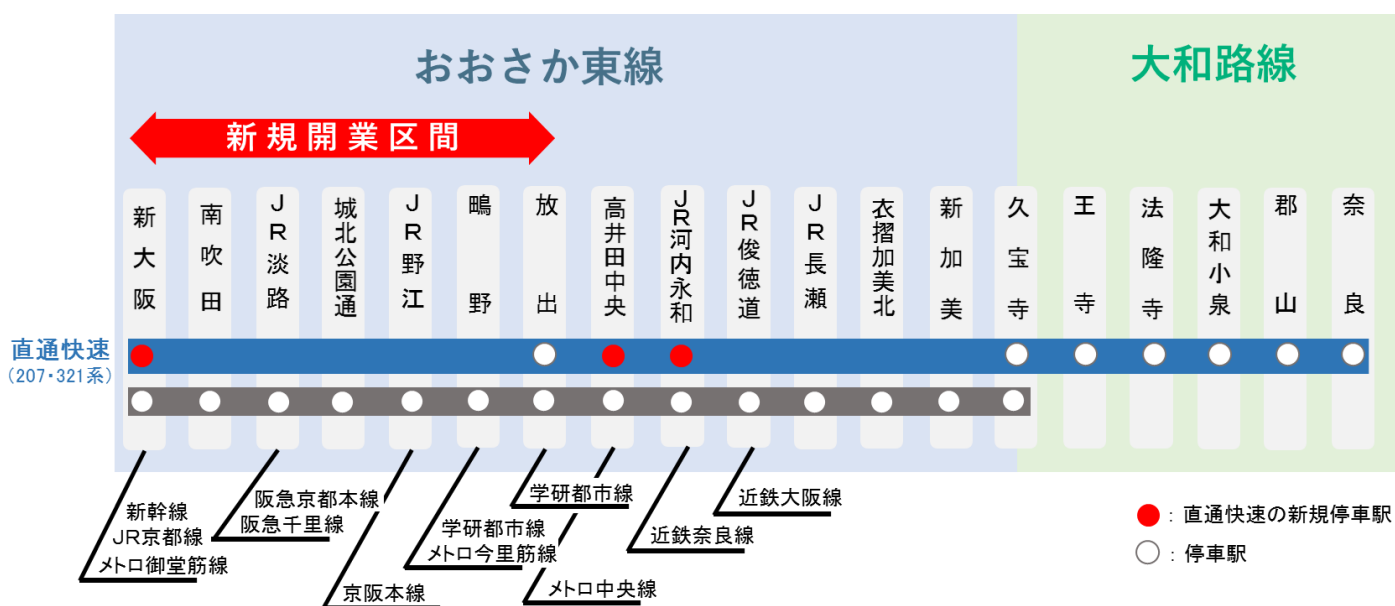 おおさか東線
大和路線
新規開業区間
新大阪
南吹田
JR淡路
城北公園通
JR野江
鴫野
放出
高井田中央
JR河内永和
JR俊徳道
JR長瀬
衣摺加美北
新加美
久宝寺
王寺
法隆寺
大和小泉
郡山
奈良
直通快速
(207・321系)
新幹線
JR京都線
メトロ御堂筋線
阪急京都本線
阪急千里線
京阪本線
学研都市線
メトロ今里筋線
学研都市線
メトロ中央線
近鉄奈良線
近鉄大阪線
：直通快速の新規停車駅
：停車駅